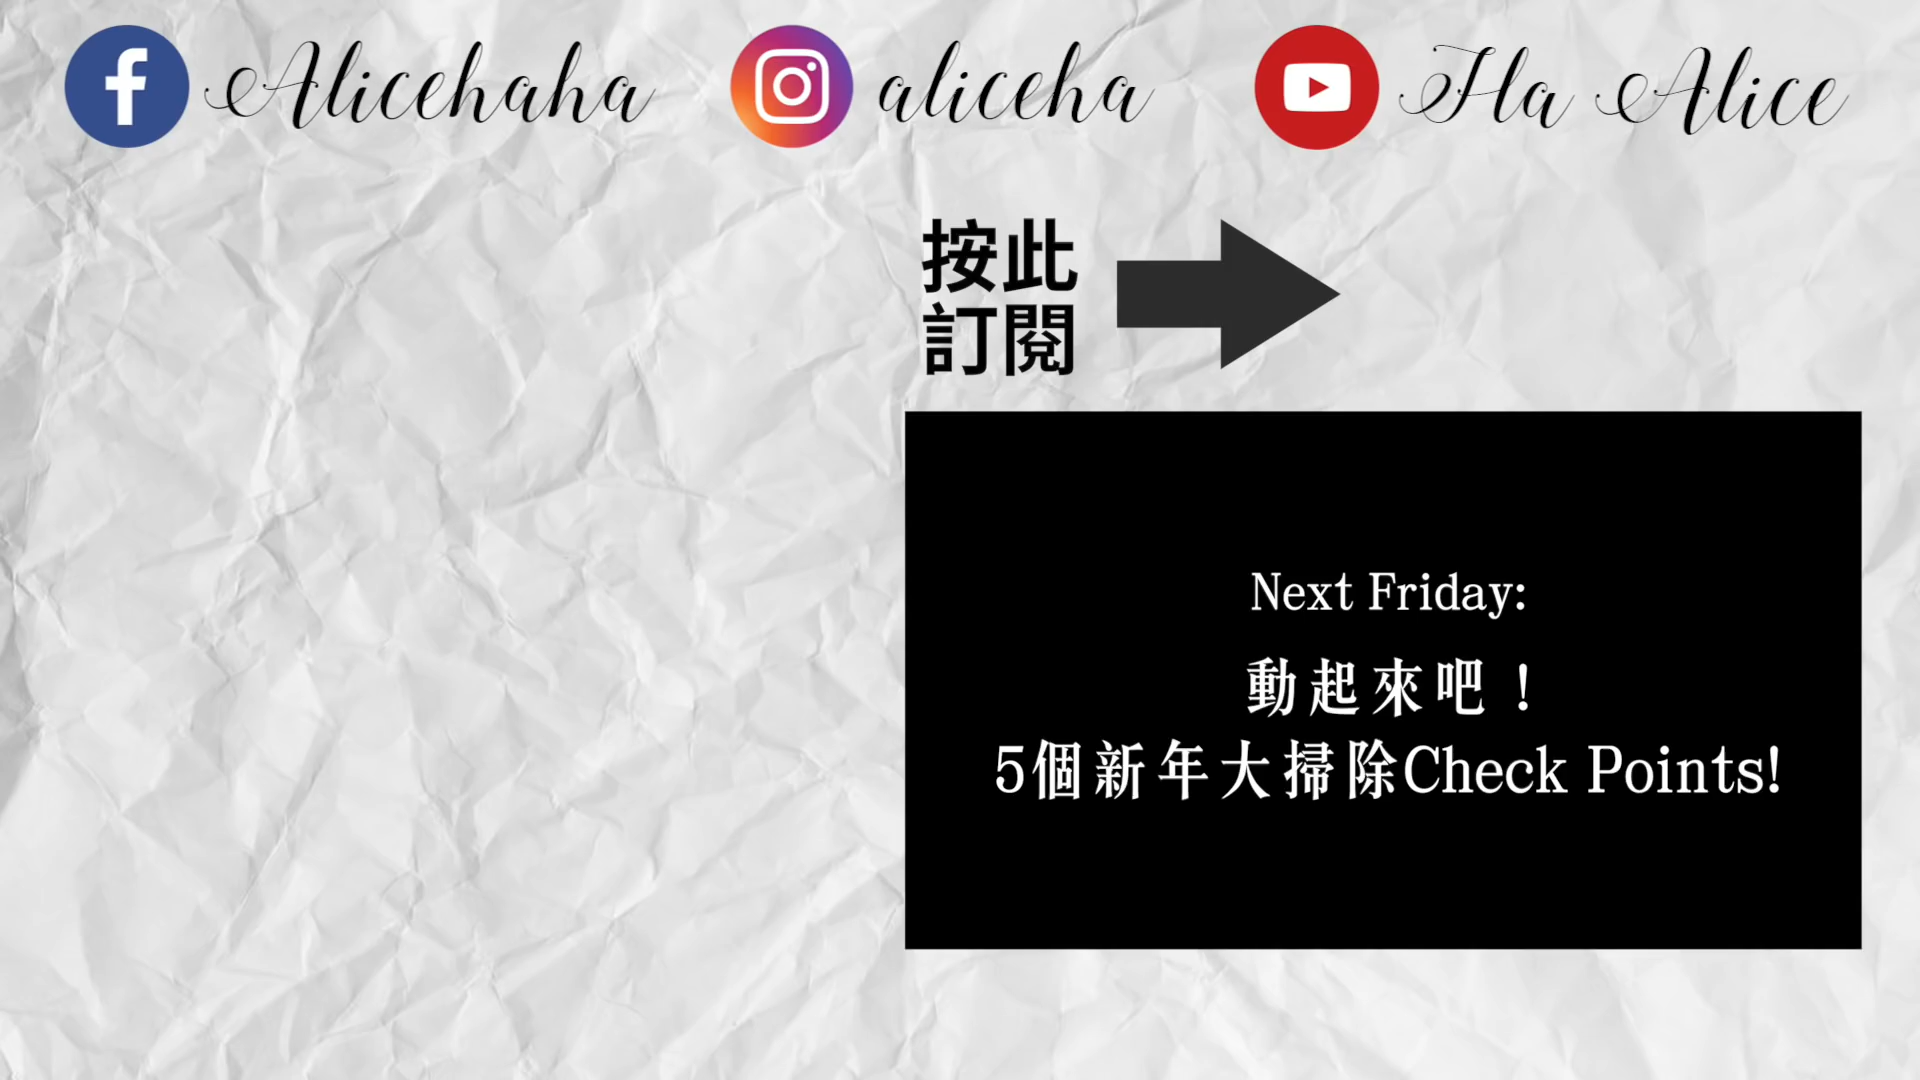 Alicehaha
aliceha
Ha Alice
按此
訂閱
Next Friday:
動起來吧！
5個新年大掃除Check Points!